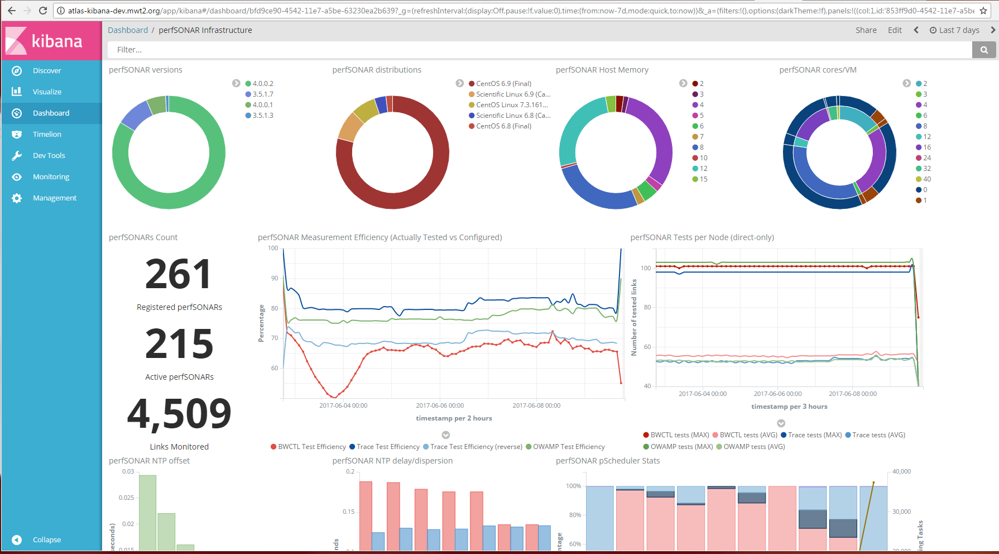 atlas-kibana-dev.mwt2.org/app/kibana#/dashboard/bfd9ce90-4542-11e7-a5be-63230ea2b639?_g=(refreshInterval:(display:Off,pause:!f,value:0),time:(from:now-7d,mode:quick,to:now))&_a=(filters:!(),options:(darkTheme:!f),panels:!((col:1,id:'853ff9d0-4542-11e7-a5be
kibana
Dashboard / perfSONAR Infrastructure
Share Edit Last 7 days
Filter...
Discover
Visualize
Dashboard
Timelion
Dev Tools
Monitoring
Management
Collapse
perfSONAR versions
4.0.0.2
3.5.1.7
4.0.0.1
3.5.1.3
perfSONAR distributions
CentOS 6.9 (Final)
Scientific Linux 6.9 (Ca...
CentOS Linux 7.3.161...
Scientific Linux 6.8 (Ca...
CentOS 6.8 (Final)
perfSONAR Host Memory
2
3
4
5
6
7
8
10
12
15
perfSONAR cores/VM
2
3
4
6
8
12
16
24
32
40
0
1
perfSONARs Count
261
Registered perfSONARs
215
Active perfSONARs
4,509
Links Monitored
perfSONAR Measurement Efficiency (Actually Tested vs Configured)
100
90
80
70
60
Percentage
2017-06-04 00:00 2017-06-06 00:00 2017-06-08 00:00
timestamp per 2 hours
BWCTL Test Efficiency Trace Test Efficiency Trace Test Efficiency (reverse) OWAMP Test Efficiency
perfSONAR Tests per Node (direct-only)
100
80
60
40
Number of tested links
2017-06-04 00:00 2017-06-06 00:00 2017-06-08 00:00
timestamp per 3 hours
BWCTL tests (MAX) BWCTL tests (AVG) Trace tests (MAX) Trace tests (AVG)
OWAMP tests (MAX) OWAMP tests (AVG)
perfSONAR NTP offset
0.03
0.025
0.02
0.015
seconds)
perfSONAR NTP delay/dispersion
0.2
0.15
0.1
nds
perfSONAR pScheduler Stats
100%
80%
60%
ntage
40,000
30,000
20,000
ing Tasks